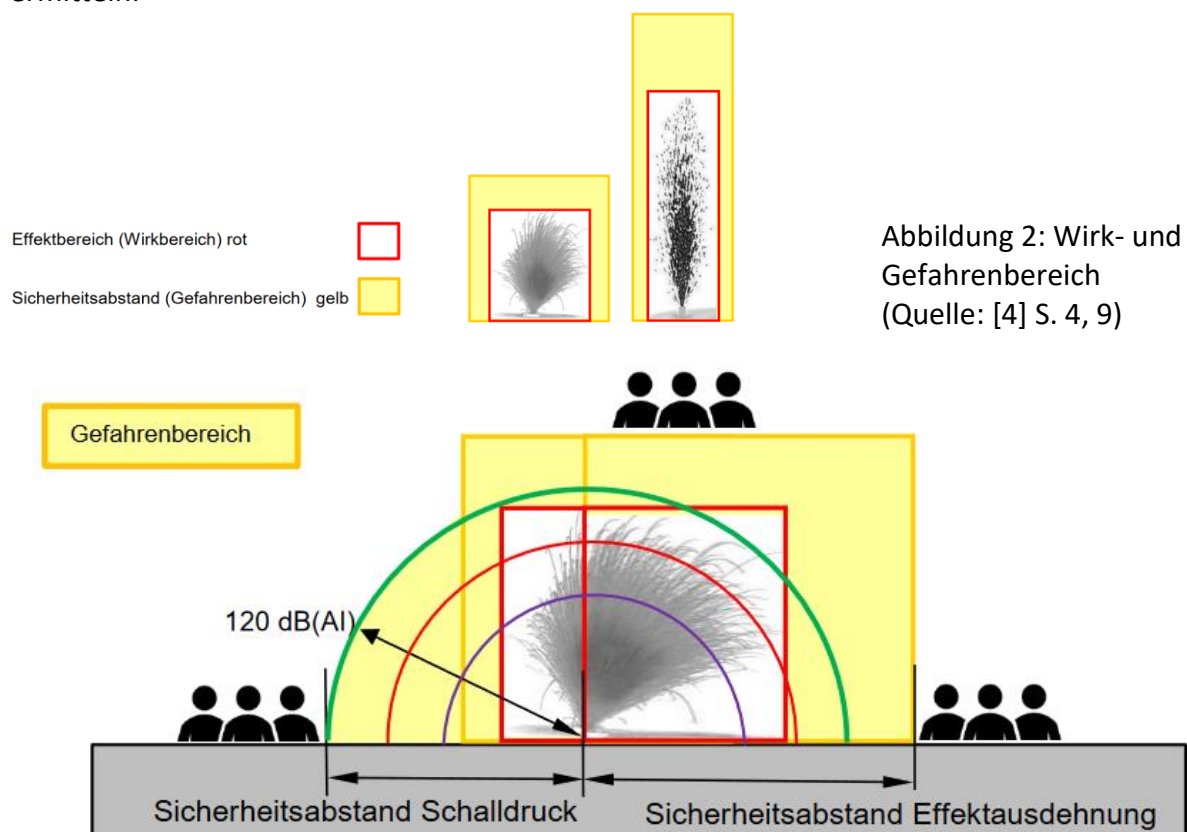 Effektbereich (Wirkbereich) rot
Sicherheitsabstand (Gefahrenbereich) gelb
Abbildung 2: Wirk- und
Gefahrenbereich
(Quelle: [4] S. 4, 9)
Gefahrenbereich
120 dB(AI)
Sicherheitsabstand Schalldruck
Sicherheitsabstand Effektausdehnung